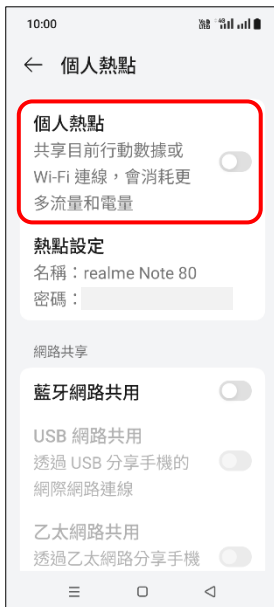 10:00
← 個人熱點
個人熱點
共享目前行動數據或
Wi-Fi 連線，會消耗更
多流量和電量
熱點設定
名稱：realme Note 80
密碼：
網路共享
藍牙網路共用
USB 網路共用
透過 USB 分享手機的
網際網路連線
乙太網路共用
透過乙太網路分享手機